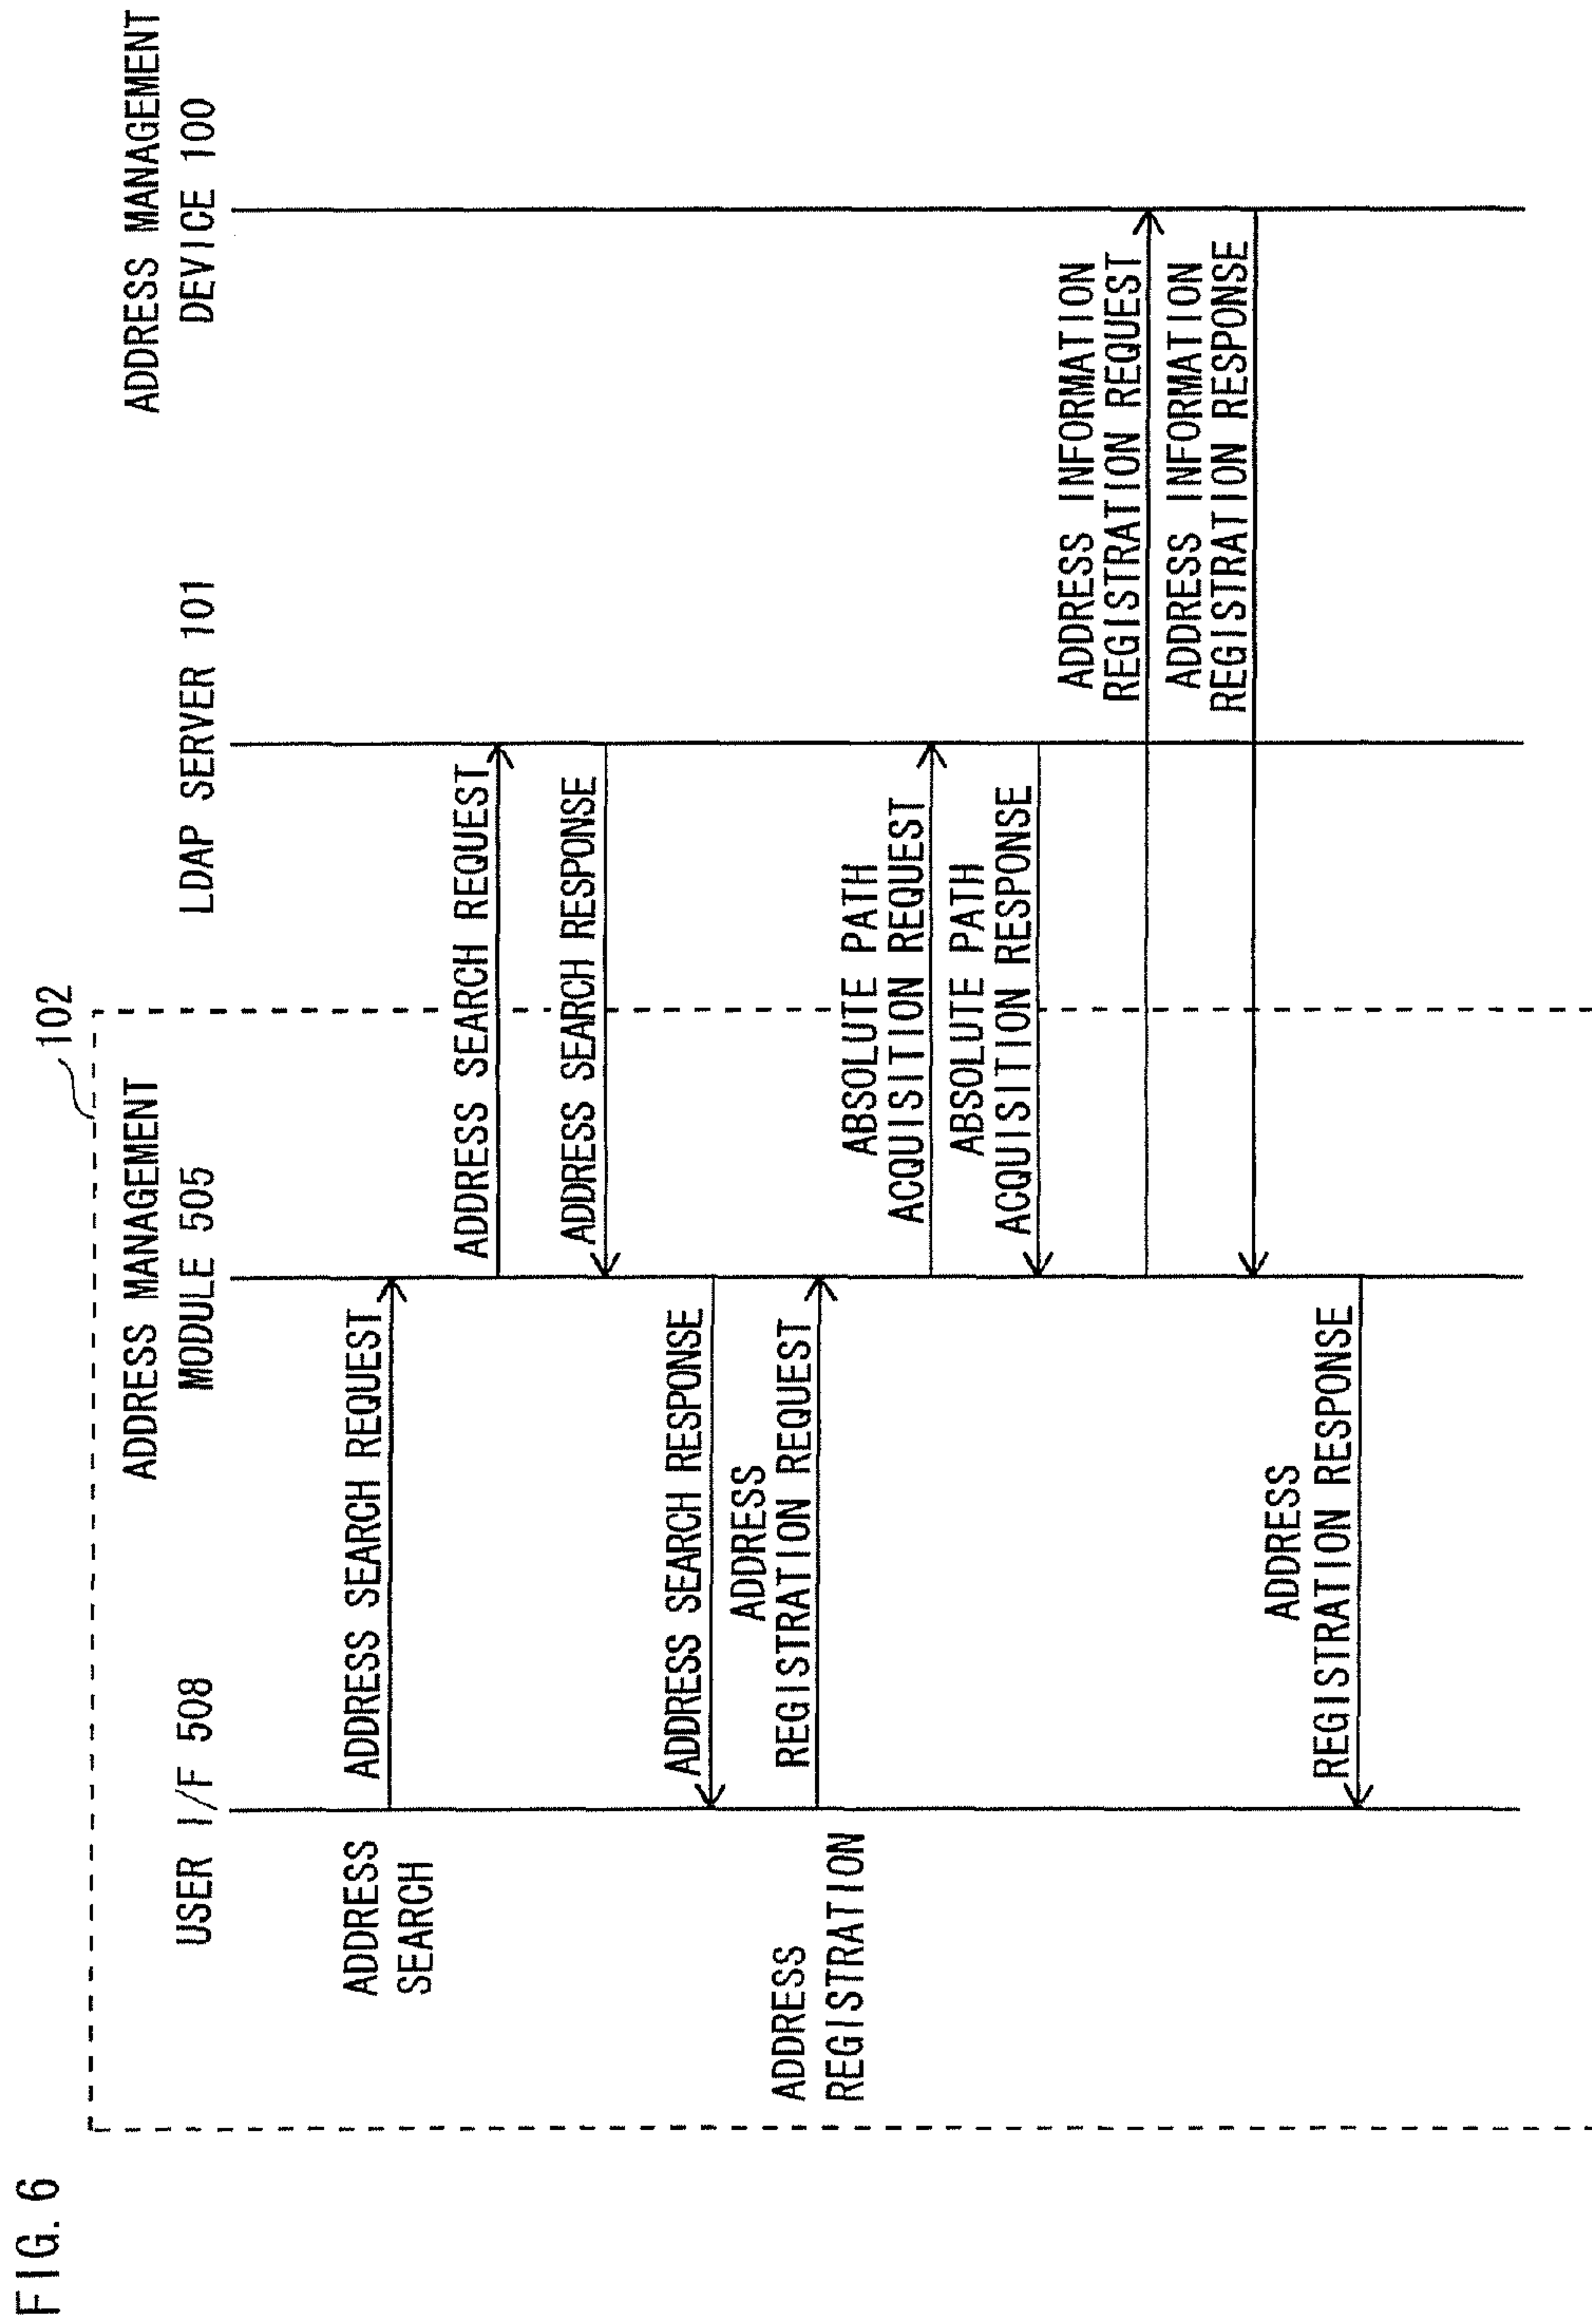 FIG. 6
102
USER I/F 508
ADDRESS MANAGEMENT
MODULE 505
LDAP SERVER 101
ADDRESS MANAGEMENT
DEVICE 100
ADDRESS
SEARCH
ADDRESS SEARCH REQUEST
ADDRESS SEARCH REQUEST
ADDRESS SEARCH RESPONSE
ADDRESS SEARCH RESPONSE
ADDRESS
REGISTRATION
ADDRESS
REGISTRATION REQUEST
ABSOLUTE PATH
ACQUISITION REQUEST
ABSOLUTE PATH
ACQUISITION RESPONSE
ADDRESS INFORMATION
REGISTRATION REQUEST
ADDRESS INFORMATION
REGISTRATION RESPONSE
ADDRESS
REGISTRATION RESPONSE